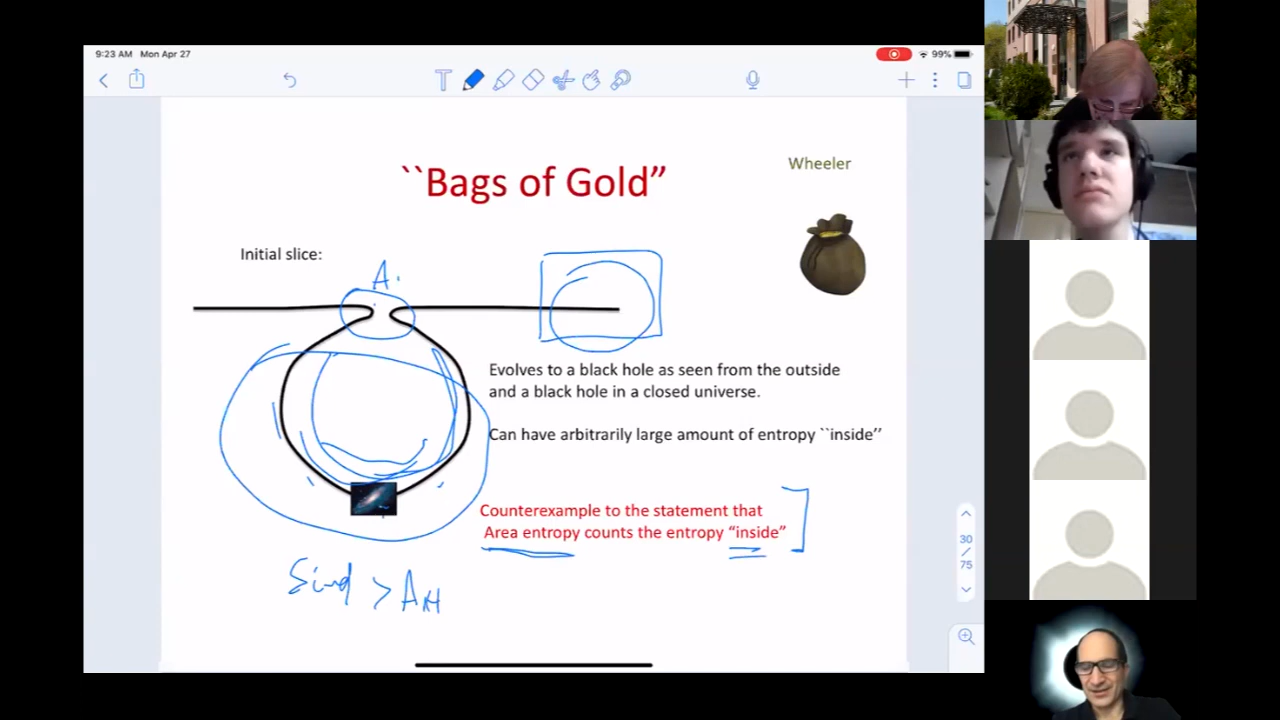 9:23 AM Mon Apr 27
99%
T
``Bags of Gold”
Wheeler
Initial slice:
A.
Evolves to a black hole as seen from the outside
and a black hole in a closed universe.
Can have arbitrarily large amount of entropy ``inside’’
Counterexample to the statement that
Area entropy counts the entropy “inside”
> A_H
30
/
75